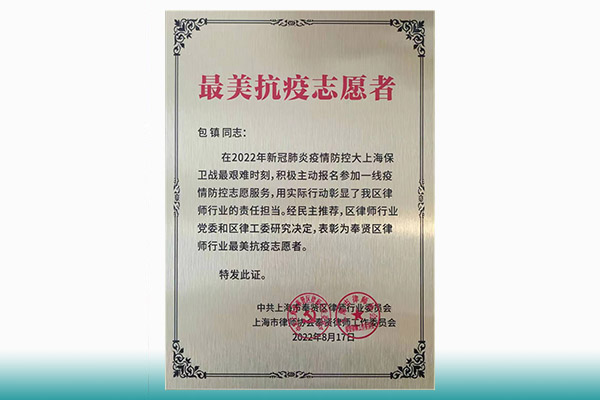 最美抗疫志愿者
包 镇 同志：
在2022年新冠肺炎疫情防控大上海保
卫战最艰难时刻，积极主动报名参加一线疫
情防控志愿服务，用实际行动彰显了我区律
师行业的责任担当。经民主推荐，区律师行业
党委和区律工委研究决定，表彰为奉贤区律
师行业最美抗疫志愿者。
特发此证。
中共上海市奉贤区律师行业委员会
上海市律师协会奉贤律师工作委员会
2022年8月17日